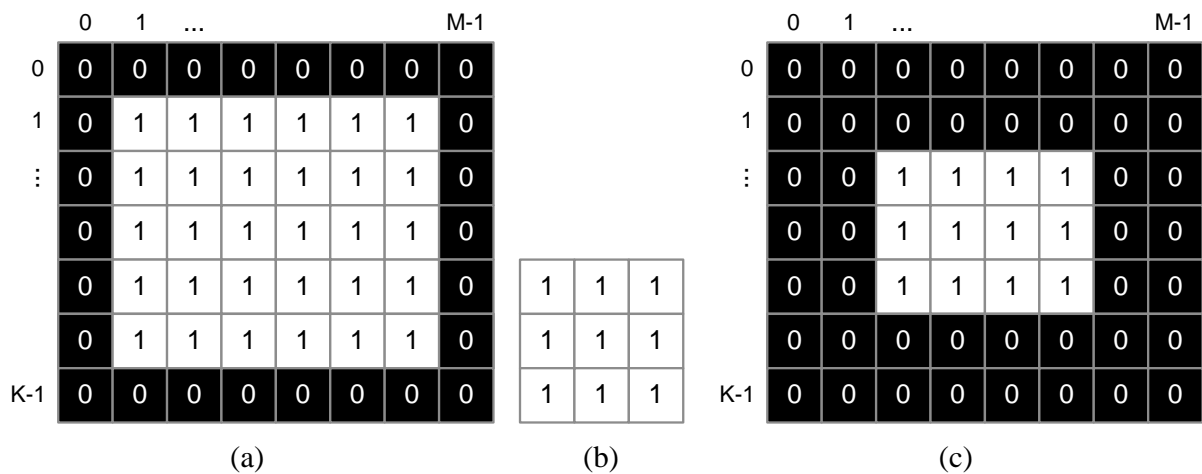 0 1 ... M-1 0 1 ... M-1
0 0 0 0 0 0 0 0 0 0 0 0 0 0 0 0 0 0
1 0 1 1 1 1 1 1 0 1 0 0 0 0 0 0 0 0
⋮ 0 1 1 1 1 1 1 0 ⋮ 0 0 1 1 1 1 0 0
0 1 1 1 1 1 1 0 0 0 1 1 1 1 0 0
0 1 1 1 1 1 1 0 1 1 1 0 0 1 1 1 1 0 0
0 1 1 1 1 1 1 0 1 1 1 0 0 0 0 0 0 0 0
K-1 0 0 0 0 0 0 0 0 1 1 1 K-1 0 0 0 0 0 0 0 0
(a) (b) (c)